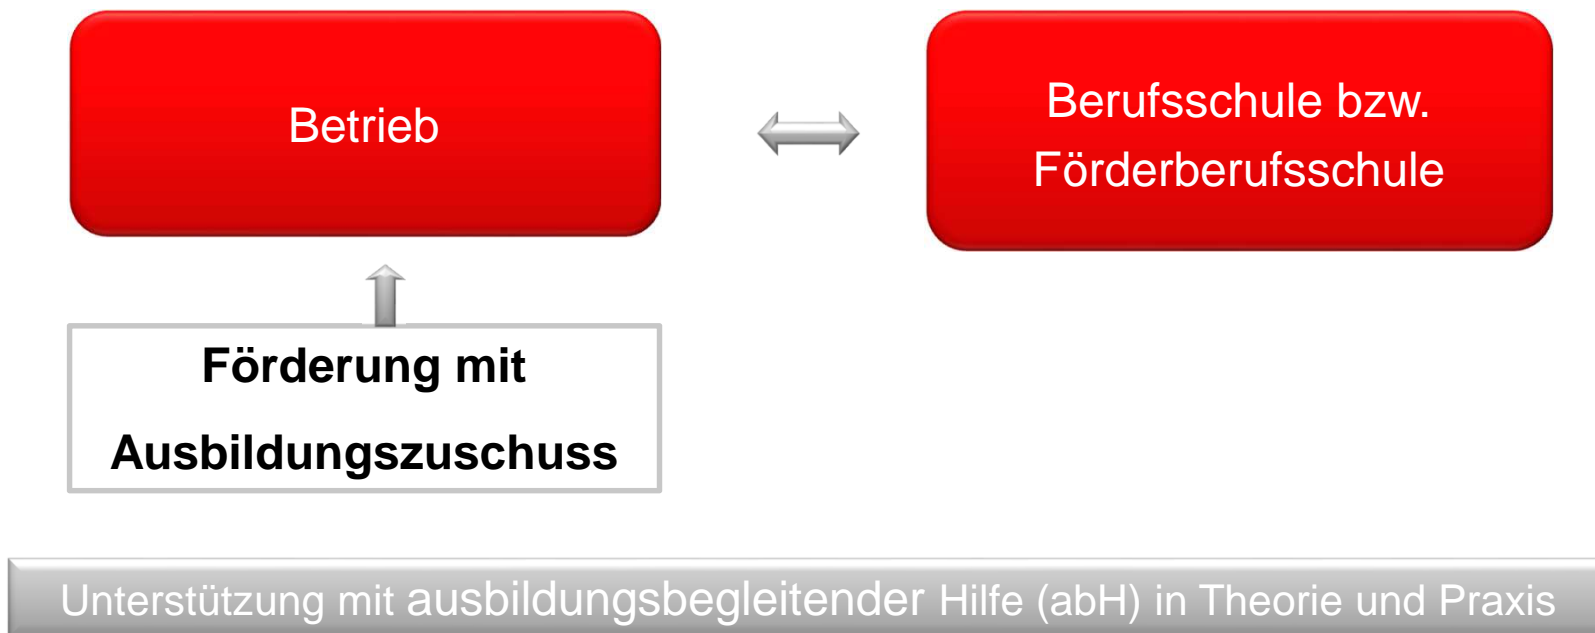 Betrieb
Berufsschule bzw.
Förderberufsschule
Förderung mit
Ausbildungszuschuss
Unterstützung mit ausbildungsbegleitender Hilfe (abH) in Theorie und Praxis